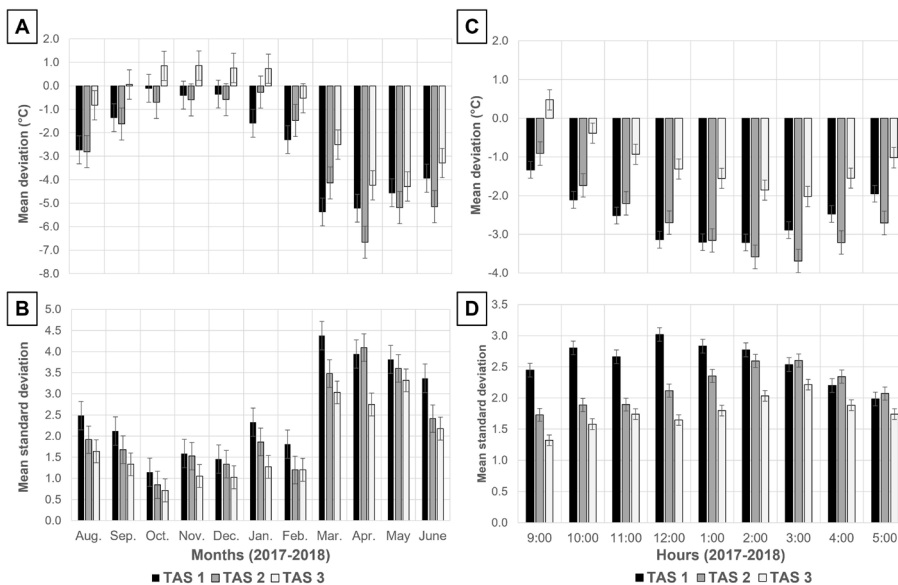 A
2.0
1.0
0.0
-1.0
-2.0
-3.0
-4.0
-5.0
-6.0
-7.0
-8.0
Mean deviation (°C)
B
5.0
4.5
4.0
3.5
3.0
2.5
2.0
1.5
1.0
0.5
0.0
Mean standard deviation
Aug. Sep. Oct. Nov. Dec. Jan. Feb. Mar. Apr. May June
Months (2017-2018)
TAS 1 TAS 2 TAS 3
C
2.0
1.0
0.0
-1.0
-2.0
-3.0
-4.0
Mean deviation (°C)
D
3.5
3.0
2.5
2.0
1.5
1.0
0.5
0.0
Mean standard deviation
9:00 10:00 11:00 12:00 1:00 2:00 3:00 4:00 5:00
Hours (2017-2018)
TAS 1 TAS 2 TAS 3